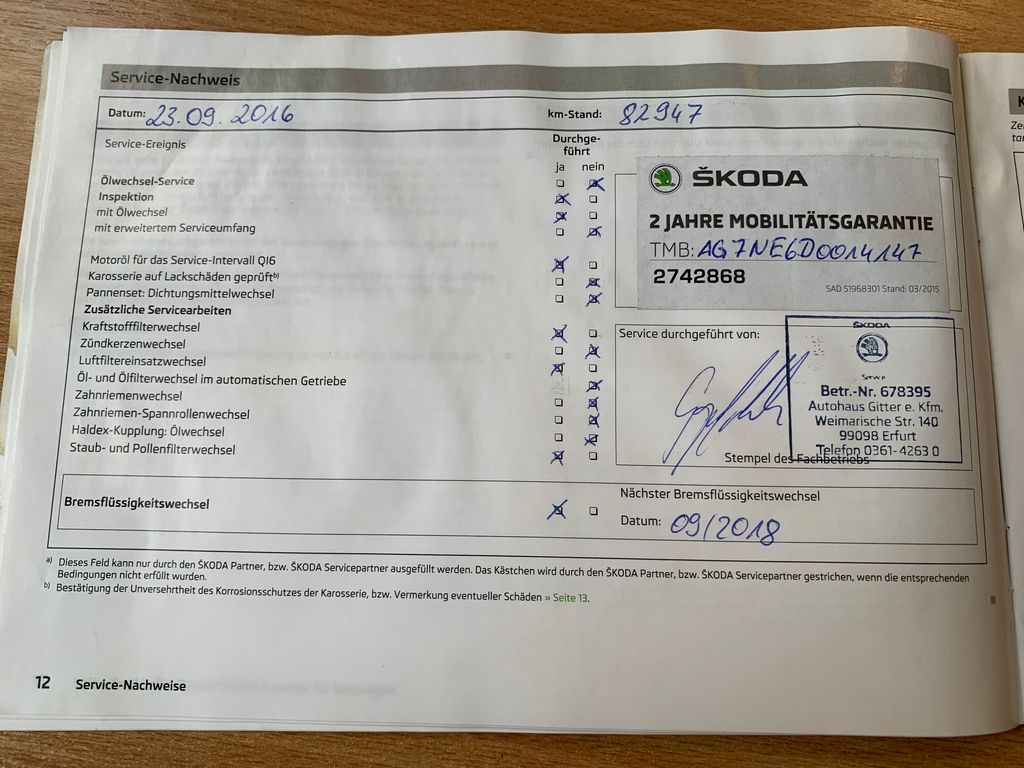 Service-Nachweis
Datum: 23.09.2016
km-Stand: 82947
Service-Ereignis
Durchge-
führt
ja nein
Ölwechsel-Service
Inspektion
mit Ölwechsel
mit erweitertem Serviceumfang
Motoröl für das Service-Intervall QI6
Karosserie auf Lackschäden geprüft b)
Pannenset: Dichtungsmittelwechsel
Zusätzliche Servicearbeiten
Kraftstofffilterwechsel
Zündkerzenwechsel
Luftfiltereinsatzwechsel
Öl- und Ölfilterwechsel im automatischen Getriebe
Zahnriemenwechsel
Zahnriemen-Spannrollenwechsel
Haldex-Kupplung: Ölwechsel
Staub- und Pollenfilterwechsel
ŠKODA
2 JAHRE MOBILITÄTSGARANTIE
TMB: AG7NE6D0014147
2742868
SAD 51968301 Stand: 03/2015
Service durchgeführt von:
ŠKODA
Service
Betr.-Nr. 678395
Autohaus Gitter e. Kfm.
Weimarische Str. 140
99098 Erfurt
Telefon 0361-4263 0
Stempel des Fachbetriebs
Bremsflüssigkeitswechsel
Nächster Bremsflüssigkeitswechsel
Datum: 09/2018
a) Dieses Feld kann nur durch den ŠKODA Partner, bzw. ŠKODA Servicepartner ausgefüllt werden. Das Kästchen wird durch den ŠKODA Partner, bzw. ŠKODA Servicepartner gestrichen, wenn die entsprechenden
Bedingungen nicht erfüllt wurden.
b) Bestätigung der Unversehrtheit des Korrosionsschutzes der Karosserie, bzw. Vermerkung eventueller Schäden » Seite 13.
12 Service-Nachweise